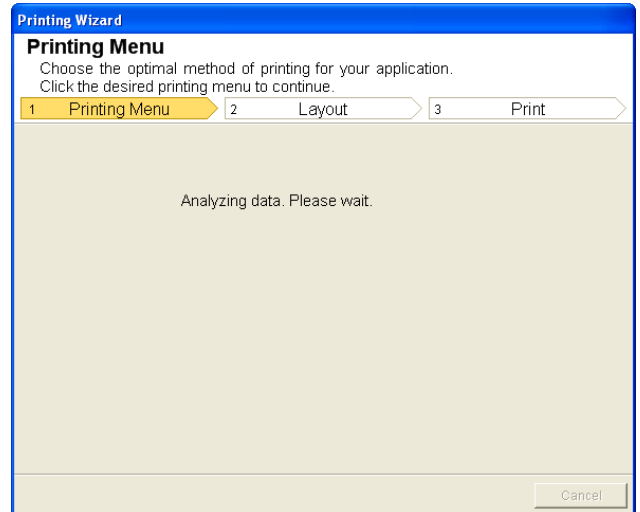 Printing Wizard
Printing Menu
Choose the optimal method of printing for your application.
Click the desired printing menu to continue.
1 Printing Menu 2 Layout 3 Print
Analyzing data. Please wait.
Cancel